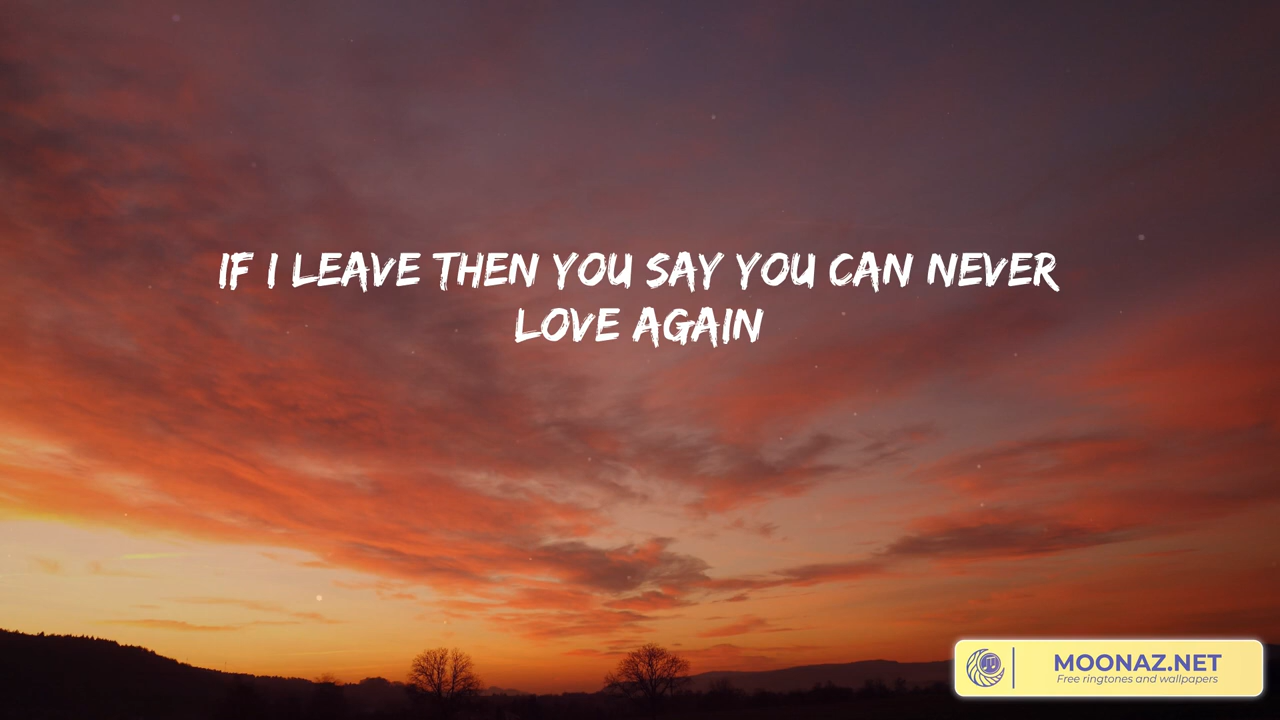 IF I LEAVE THEN YOU SAY YOU CAN NEVER
LOVE AGAIN
MOONAZ.NET
Free ringtones and wallpapers